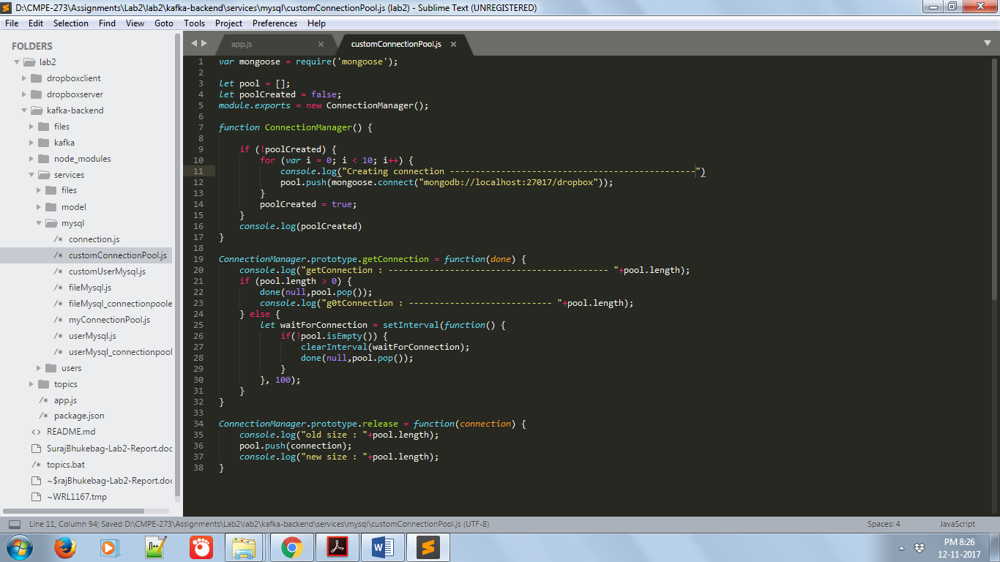 D:\CMPE-273\Assignments\Lab2\lab2\kafka-backend\services\mysql\customConnectionPool.js (lab2) - Sublime Text (UNREGISTERED)
File Edit Selection Find View Goto Tools Project Preferences Help
FOLDERS
lab2
dropboxclient
dropboxserver
kafka-backend
files
kafka
node_modules
services
files
model
mysql
/* connection.js
/* customConnectionPool.js
/* customUserMysql.js
/* fileMysql.js
/* fileMysql_connectionpoole
/* myConnectionPool.js
/* userMysql.js
/* userMysql_connectionpool
users
topics
/* app.js
/* package.json
<> README.md
SurajBhukebag-Lab2-Report.doc
/* topics.bat
~$rajBhukebag-Lab2-Report.doc
~WRL1167.tmp
app.js customConnectionPool.js
1 var mongoose = require('mongoose');
2
3 let pool = [];
4 let poolCreated = false;
5 module.exports = new ConnectionManager();
6
7 function ConnectionManager() {
8
9 if (!poolCreated) {
10 for (var i = 0; i < 10; i++) {
11 console.log("Creating connection ------------------------------------------------")
12 pool.push(mongoose.connect("mongodb://localhost:27017/dropbox"));
13 }
14 poolCreated = true;
15 }
16 console.log(poolCreated)
17 }
18
19 ConnectionManager.prototype.getConnection = function(done) {
20 console.log("getConnection : ------------------------------------------- "+pool.length);
21 if (pool.length > 0) {
22 done(null,pool.pop());
23 console.log("g0tConnection : ---------------------------- "+pool.length);
24 } else {
25 let waitForConnection = setInterval(function() {
26 if(!pool.isEmpty()) {
27 clearInterval(waitForConnection);
28 done(null,pool.pop());
29 }
30 }, 100);
31 }
32 }
33
34 ConnectionManager.prototype.release = function(connection) {
35 console.log("old size : "+pool.length);
36 pool.push(connection);
37 console.log("new size : "+pool.length);
38 }
Line 11, Column 94; Saved D:\CMPE-273\Assignments\Lab2\lab2\kafka-backend\services\mysql\customConnectionPool.js (UTF-8) Spaces: 4 JavaScript
PM 8:26
12-11-2017